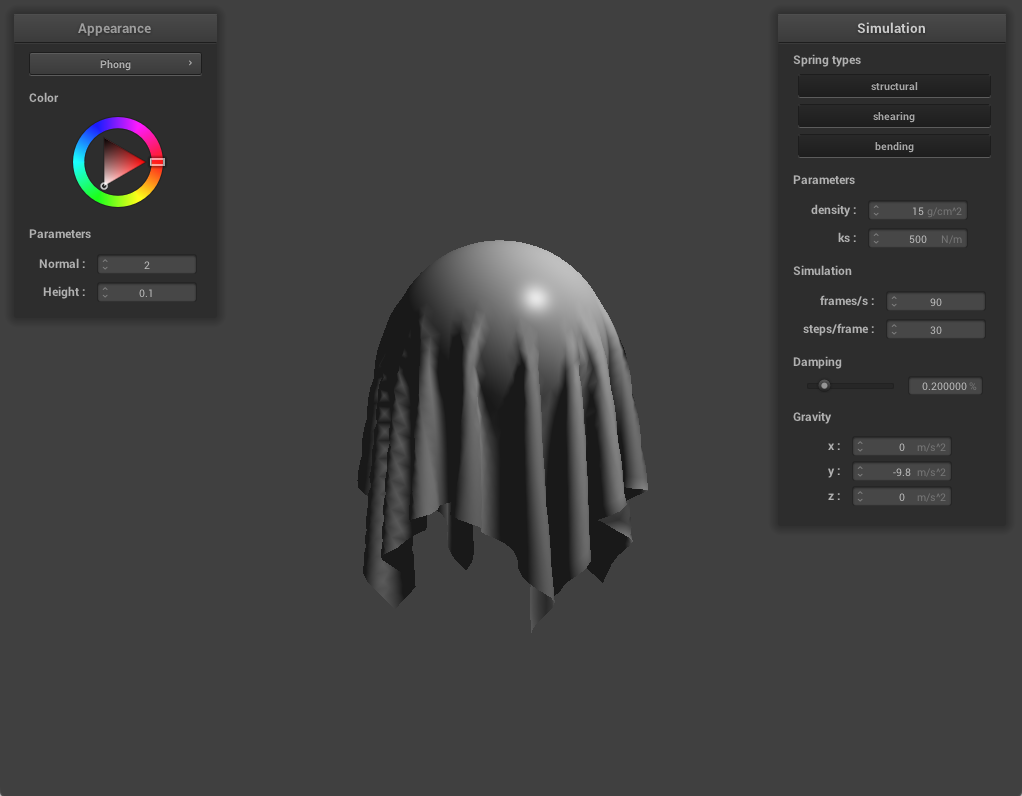 Appearance
Phong ›
Color
Parameters
Normal : 2
Height : 0.1
Simulation
Spring types
structural
shearing
bending
Parameters
density : 15 g/cm^2
ks : 500 N/m
Simulation
frames/s : 90
steps/frame : 30
Damping
0.200000 %
Gravity
x : 0 m/s^2
y : -9.8 m/s^2
z : 0 m/s^2